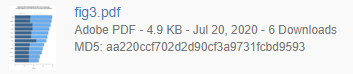 fig3.pdf
Adobe PDF - 4.9 KB - Jul 20, 2020 - 6 Downloads
MD5: aa220ccf702d2d90cf3a9731fcbd9593